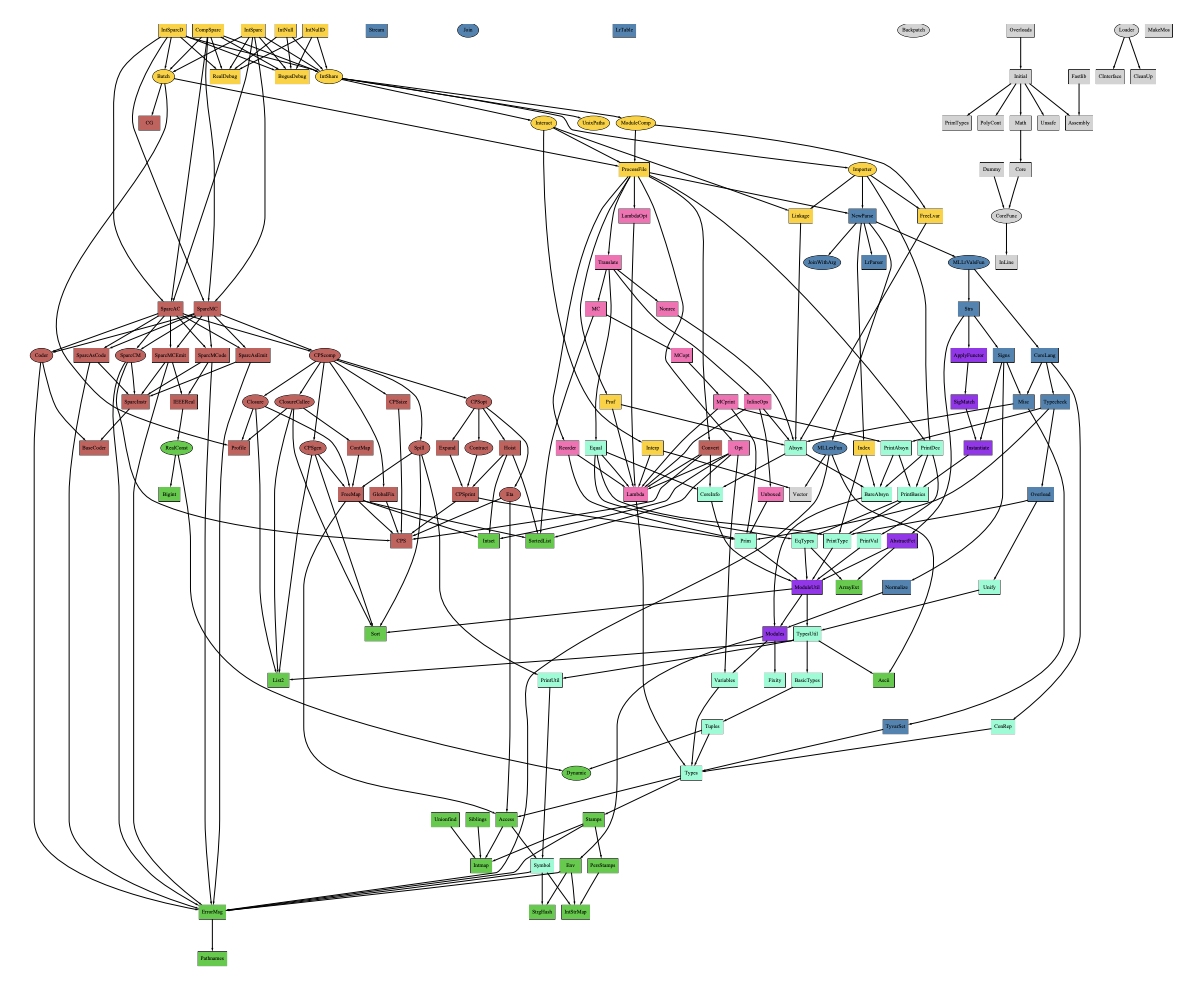 IntSparcD CompSparc IntSparc IntNull IntNullD Stream Join LrTable Backpatch Overloads Loader MakeMos
Batch RealDebug BogusDebug IntShare Initial Fastlib CInterface CleanUp
CG Interact UnixPaths ModuleComp PrintTypes PolyCont Math Unsafe Assembly
ProcessFile Importer Dummy Core
LambdaOpt Linkage NewParse FreeLvar CoreFunc
Translate JoinWithArg LrParser MLLrValsFun InLine
SparcAC SparcMC MC Nonrec Strs
Coder SparcAsCode SparcCM SparcMCEmit SparcMCode SparcAsEmit CPScomp MCopt ApplyFunctor Signs CoreLang
SparcInstr IEEEReal Closure ClosureCallee CPSsize CPSopt Prof MCprint InlineOps SigMatch Misc Typecheck
BaseCoder RealConst Profile CPSgen ContMap Spill Expand Contract Hoist Reorder Equal Interp Convert Opt Absyn MLLexFun Index PrintAbsyn PrintDec Instantiate
Bigint FreeMap GlobalFix CPSprint Eta Lambda CoreInfo Unboxed Vector BareAbsyn PrintBasics Overload
CPS Intset SortedList Prim EqTypes PrintType PrintVal AbstractFct
ModuleUtil ArrayExt Normalize Unify
Sort Modules TypesUtil
List2 PrintUtil Variables Fixity BasicTypes Ascii
Tuples TyvarSet ConRep
Dynamic Types
Unionfind Siblings Access Stamps
Intmap Symbol Env PersStamps
ErrorMsg StrgHash IntStrMap
Pathnames